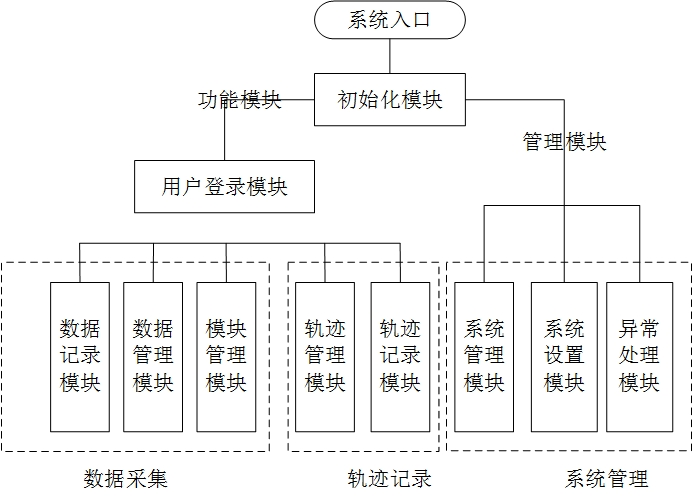 系统入口
功能模块
初始化模块
管理模块
用户登录模块
数据
记录
模块
数据
管理
模块
模块
管理
模块
轨迹
管理
模块
轨迹
记录
模块
系统
管理
模块
系统
设置
模块
异常
处理
模块
数据采集
轨迹记录
系统管理